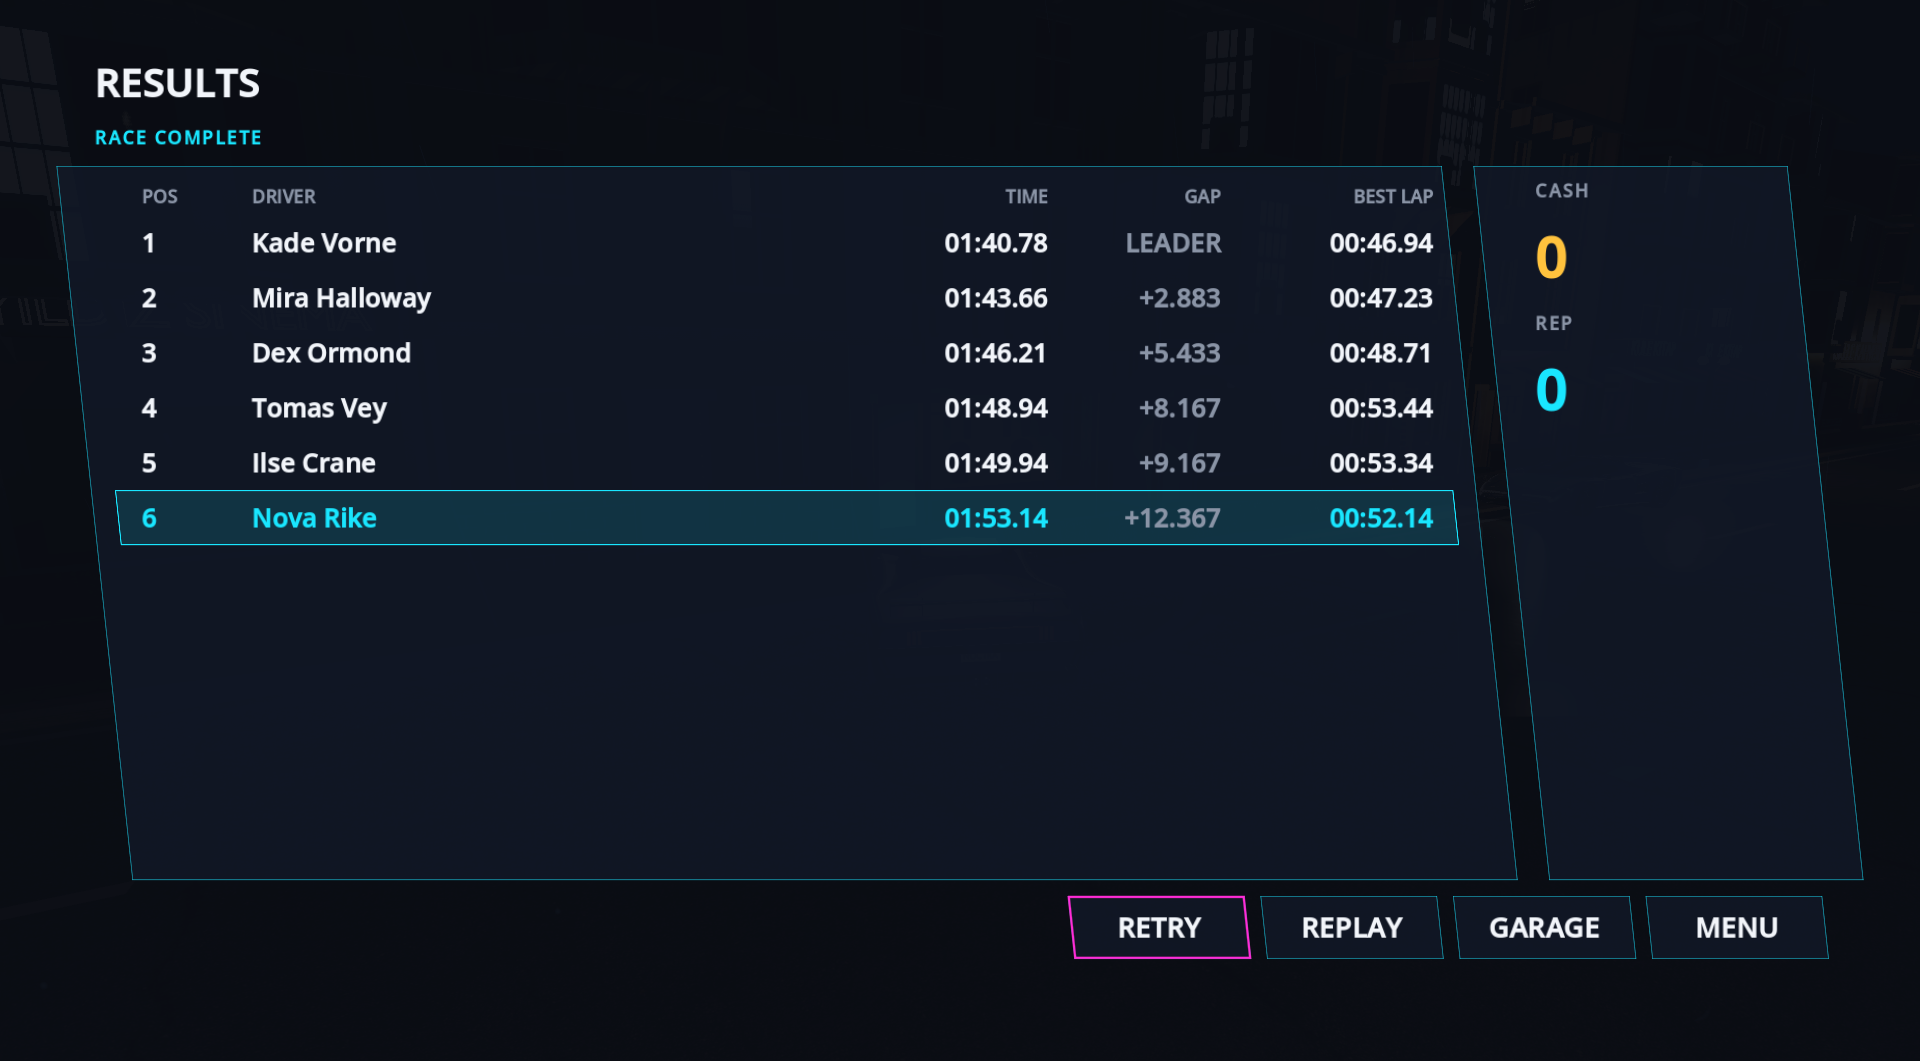 RESULTS
RACE COMPLETE
POS DRIVER TIME GAP BEST LAP
1 Kade Vorne 01:40.78 LEADER 00:46.94
2 Mira Halloway 01:43.66 +2.883 00:47.23
3 Dex Ormond 01:46.21 +5.433 00:48.71
4 Tomas Vey 01:48.94 +8.167 00:53.44
5 Ilse Crane 01:49.94 +9.167 00:53.34
6 Nova Rike 01:53.14 +12.367 00:52.14
CASH
0
REP
0
RETRY REPLAY GARAGE MENU